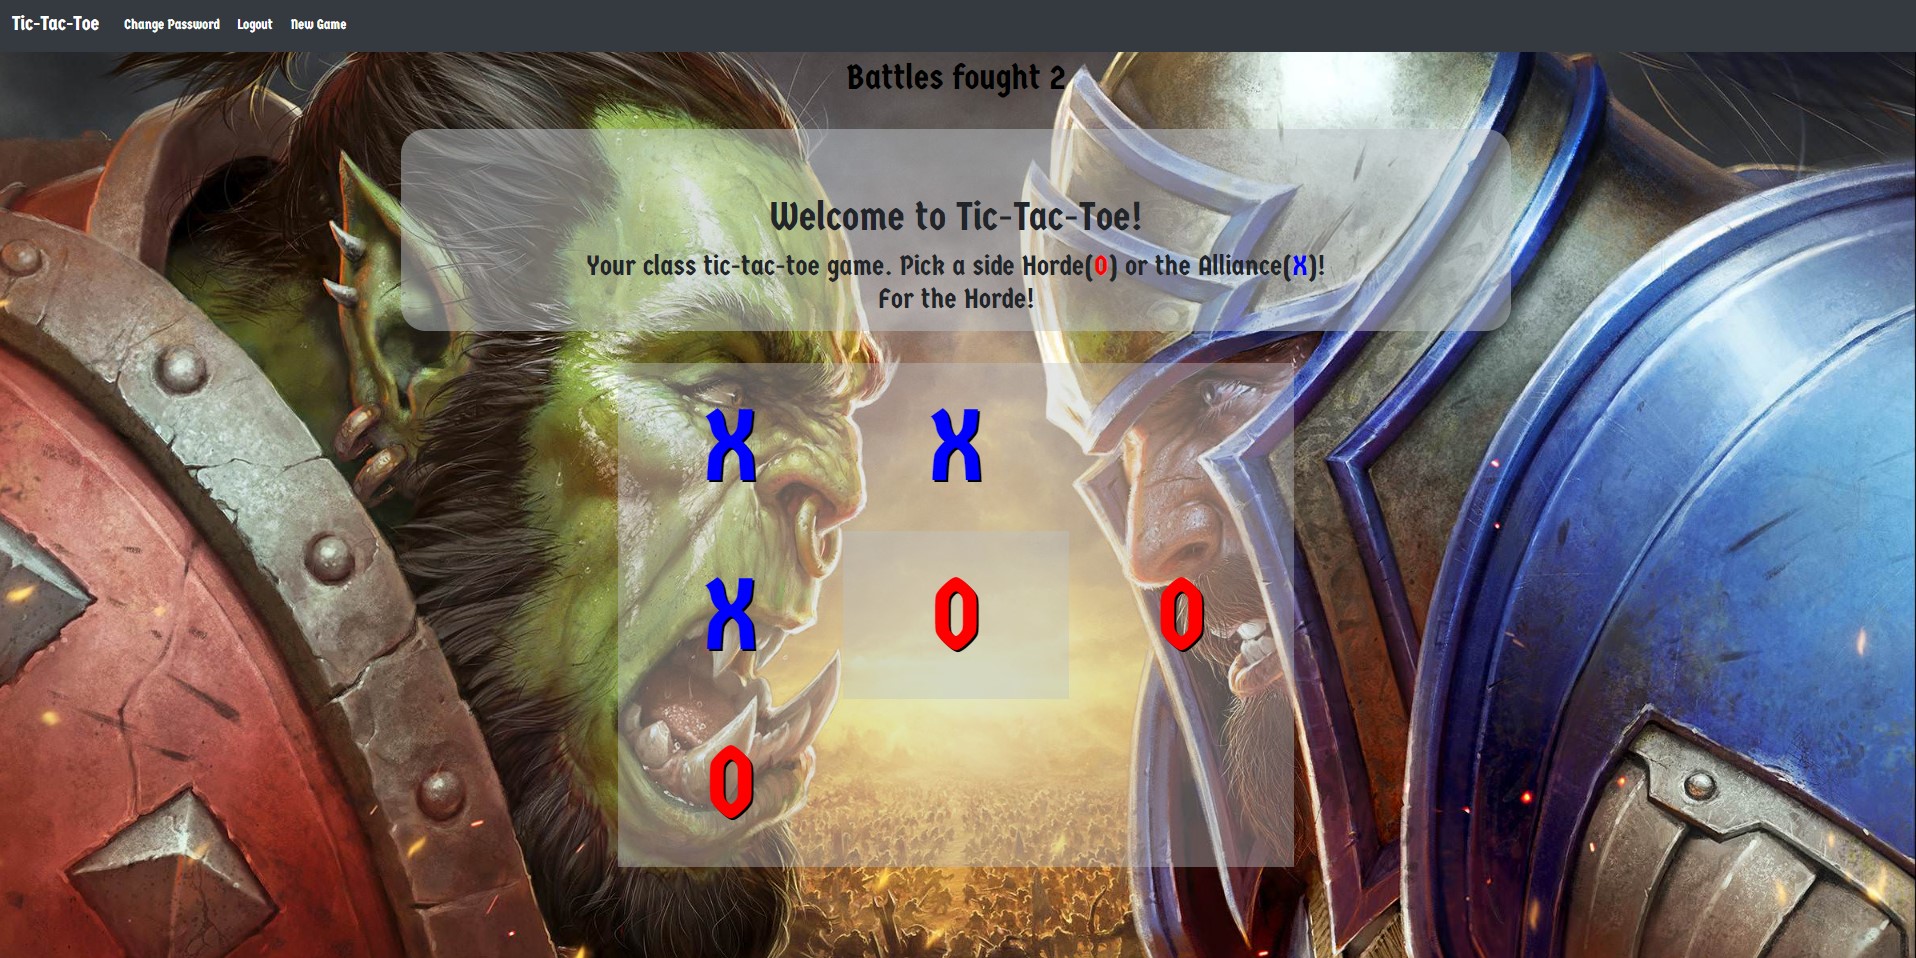 Tic-Tac-Toe Change Password Logout New Game
Battles fought 2
Welcome to Tic-Tac-Toe!
Your class tic-tac-toe game. Pick a side Horde(O) or the Alliance(X)!
For the Horde!
X X
X O O
O